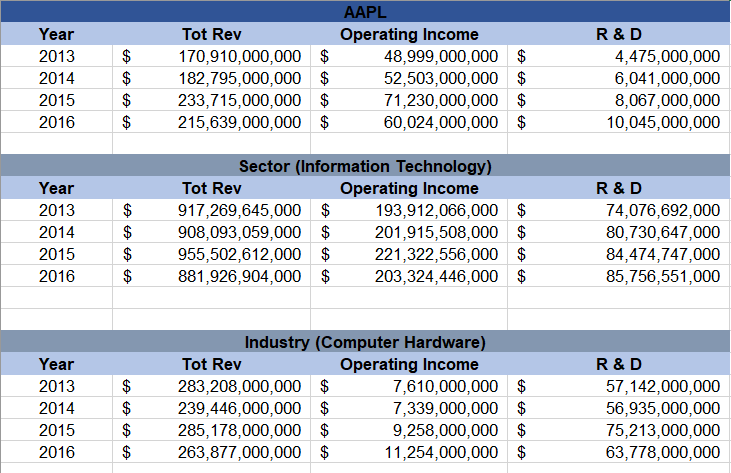 AAPL
Year Tot Rev Operating Income R & D
2013 $ 170,910,000,000 $ 48,999,000,000 $ 4,475,000,000
2014 $ 182,795,000,000 $ 52,503,000,000 $ 6,041,000,000
2015 $ 233,715,000,000 $ 71,230,000,000 $ 8,067,000,000
2016 $ 215,639,000,000 $ 60,024,000,000 $ 10,045,000,000
Sector (Information Technology)
Year Tot Rev Operating Income R & D
2013 $ 917,269,645,000 $ 193,912,066,000 $ 74,076,692,000
2014 $ 908,093,059,000 $ 201,915,508,000 $ 80,730,647,000
2015 $ 955,502,612,000 $ 221,322,556,000 $ 84,474,747,000
2016 $ 881,926,904,000 $ 203,324,446,000 $ 85,756,551,000
Industry (Computer Hardware)
Year Tot Rev Operating Income R & D
2013 $ 283,208,000,000 $ 7,610,000,000 $ 57,142,000,000
2014 $ 239,446,000,000 $ 7,339,000,000 $ 56,935,000,000
2015 $ 285,178,000,000 $ 9,258,000,000 $ 75,213,000,000
2016 $ 263,877,000,000 $ 11,254,000,000 $ 63,778,000,000